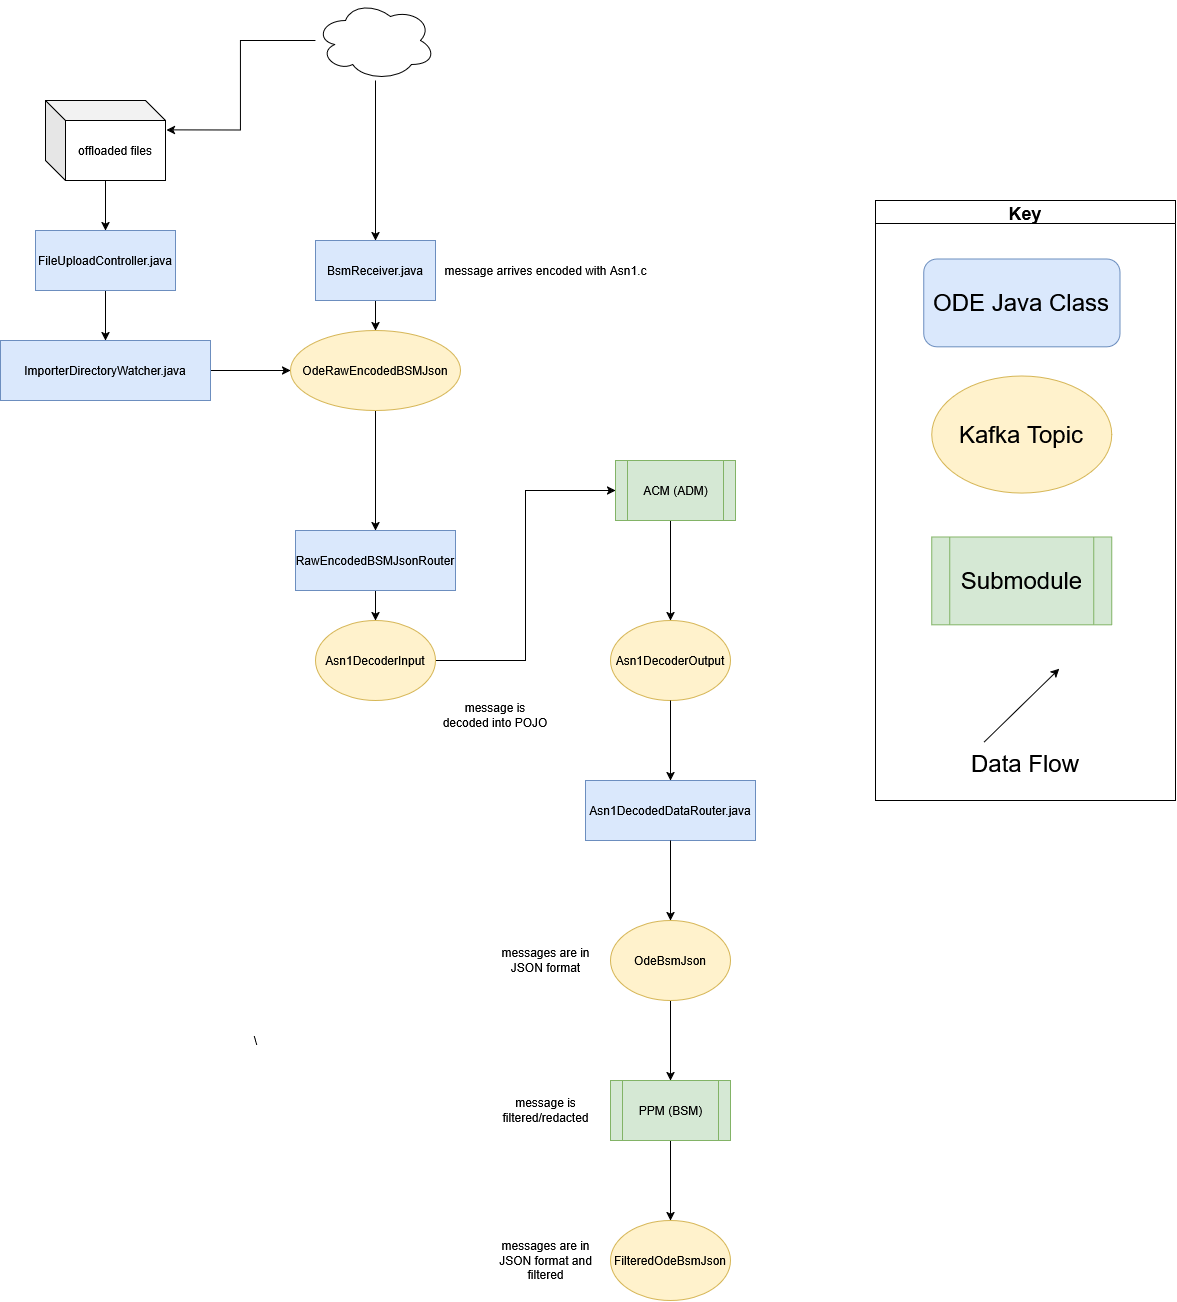 offloaded files
Key
FileUploadController.java
BsmReceiver.java
message arrives encoded with Asn1.c
ODE Java Class
ImporterDirectoryWatcher.java
OdeRawEncodedBSMJson
Kafka Topic
ACM (ADM)
RawEncodedBSMJsonRouter
Submodule
Asn1DecoderInput
Asn1DecoderOutput
message is
decoded into POJO
Data Flow
Asn1DecodedDataRouter.java
messages are in
JSON format
OdeBsmJson
\
message is
filtered/redacted
PPM (BSM)
messages are in
JSON format and
filtered
FilteredOdeBsmJson